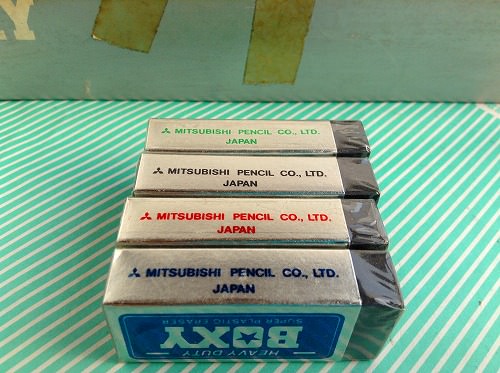 MITSUBISHI PENCIL CO., LTD.
JAPAN
MITSUBISHI PENCIL CO., LTD.
JAPAN
MITSUBISHI PENCIL CO., LTD.
JAPAN
MITSUBISHI PENCIL CO., LTD.
JAPAN
HEAVY DUTY
BOXY
SUPER PLASTIC ERASER